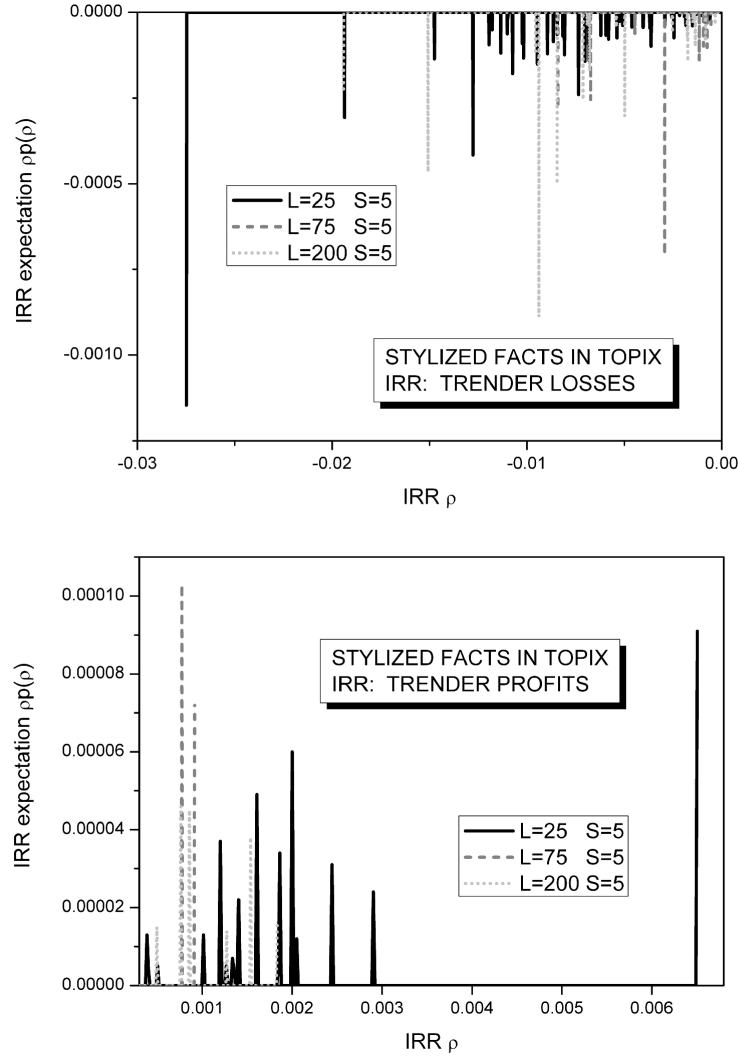 0.0000
-0.0005
-0.0010
IRR expectation ρp(ρ)
L=25 S=5
L=75 S=5
L=200 S=5
STYLIZED FACTS IN TOPIX
IRR: TRENDER LOSSES
-0.03 -0.02 -0.01 0.00
IRR ρ
0.00010
0.00008
0.00006
0.00004
0.00002
0.00000
IRR expectation ρp(ρ)
STYLIZED FACTS IN TOPIX
IRR: TRENDER PROFITS
L=25 S=5
L=75 S=5
L=200 S=5
0.001 0.002 0.003 0.004 0.005 0.006
IRR ρ